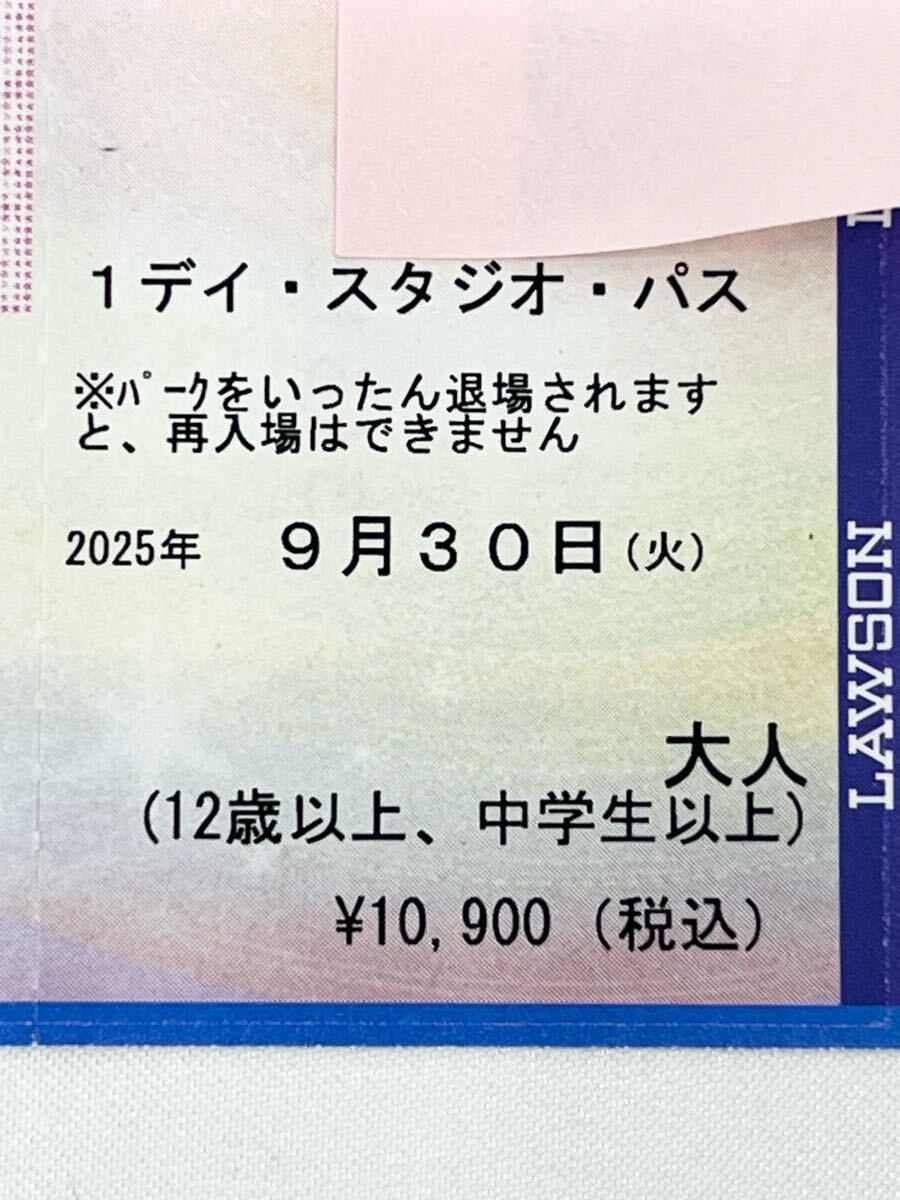 １デイ・スタジオ・パス
※ﾊﾟｰｸをいったん退場されます
と、再入場はできません
2025年　９月３０日(火)
大人
(12歳以上、中学生以上)
¥10,900 (税込)
LAWSON